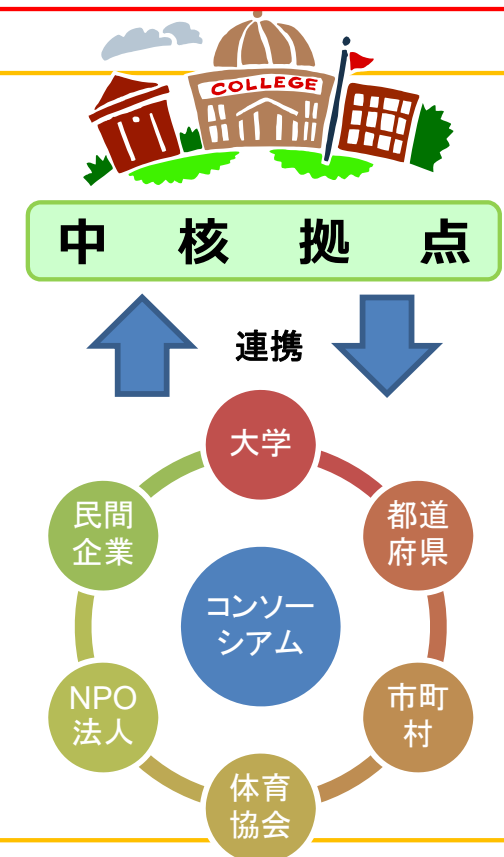 COLLEGE
中核拠点
連携
大学
民間
企業
都道
府県
コンソー
シアム
NPO
法人
市町
村
体育
協会